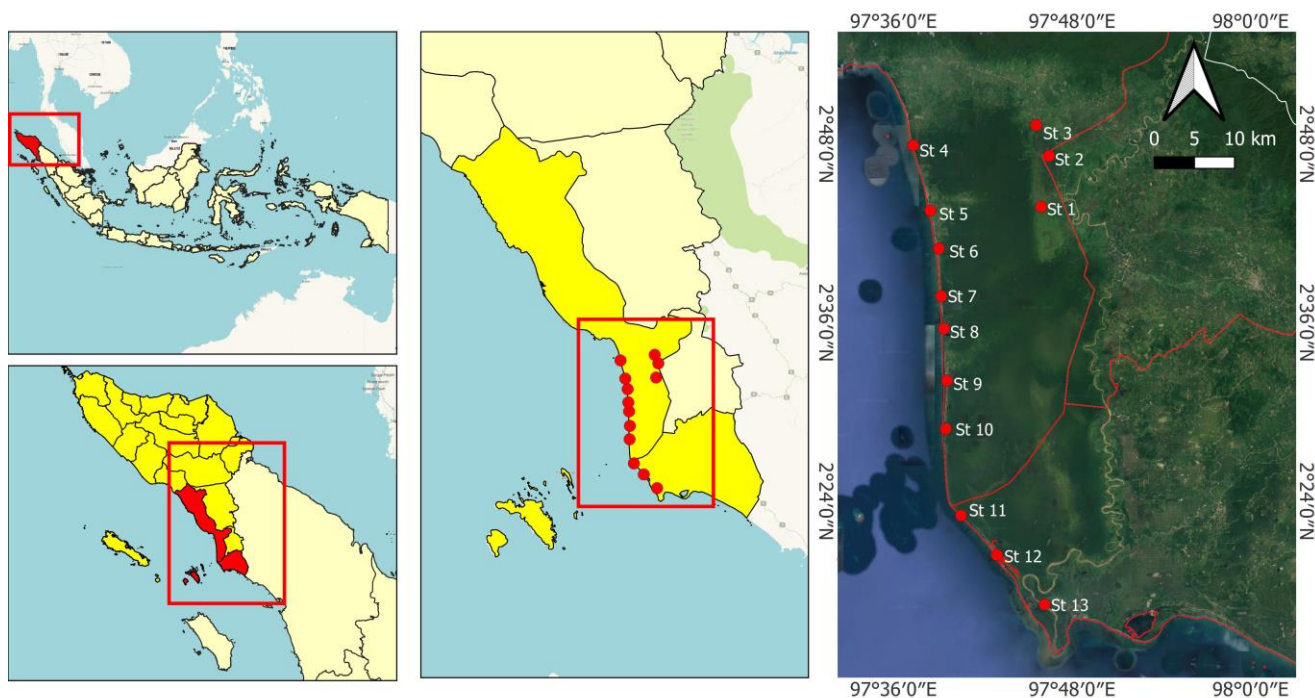 97°36′0″E 97°48′0″E 98°0′0″E
2°48′0″N 2°48′0″N
2°36′0″N 2°36′0″N
2°24′0″N 2°24′0″N
0 5 10 km
St 3
St 4
St 2
St 5
St 1
St 6
St 7
St 8
St 9
St 10
St 11
St 12
St 13
97°36′0″E 97°48′0″E 98°0′0″E